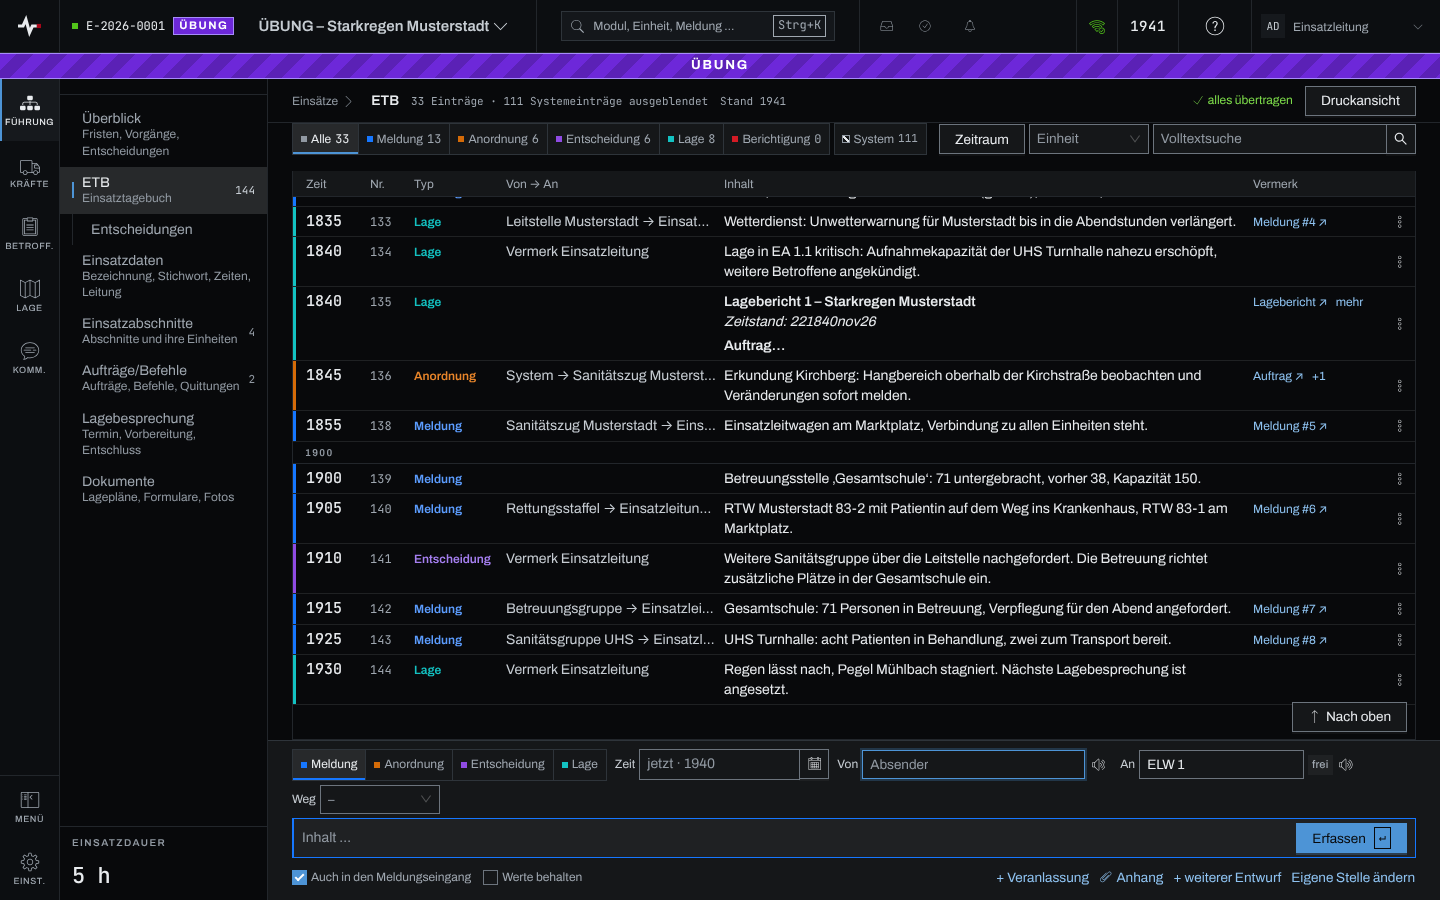 E-2026-0001 ÜBUNG ÜBUNG – Starkregen Musterstadt Modul, Einheit, Meldung ... Strg+K 1941 ? AD Einsatzleitung
ÜBUNG
FÜHRUNG
KRÄFTE
BETROFF.
LAGE
KOMM.
MENÜ
EINST.
Überblick
Fristen, Vorgänge,
Entscheidungen
ETB
Einsatztagebuch
144
Entscheidungen
Einsatzdaten
Bezeichnung, Stichwort, Zeiten,
Leitung
Einsatzabschnitte
Abschnitte und ihre Einheiten
4
Aufträge/Befehle
Aufträge, Befehle, Quittungen
2
Lagebesprechung
Termin, Vorbereitung,
Entschluss
Dokumente
Lagepläne, Formulare, Fotos
EINSATZDAUER
5 h
Einsätze ETB 33 Einträge · 111 Systemeinträge ausgeblendet Stand 1941 alles übertragen Druckansicht
Alle 33 Meldung 13 Anordnung 6 Entscheidung 6 Lage 8 Berichtigung 0 System 111 Zeitraum Einheit Volltextsuche
Zeit Nr. Typ Von → An Inhalt Vermerk
1835 133 Lage Leitstelle Musterstadt → Einsat... Wetterdienst: Unwetterwarnung für Musterstadt bis in die Abendstunden verlängert. Meldung #4 ↗
1840 134 Lage Vermerk Einsatzleitung Lage in EA 1.1 kritisch: Aufnahmekapazität der UHS Turnhalle nahezu erschöpft,
weitere Betroffene angekündigt.
1840 135 Lage Lagebericht 1 – Starkregen Musterstadt Lagebericht ↗ mehr
Zeitstand: 221840nov26
Auftrag...
1845 136 Anordnung System → Sanitätszug Musterst... Erkundung Kirchberg: Hangbereich oberhalb der Kirchstraße beobachten und Auftrag ↗ +1
Veränderungen sofort melden.
1855 138 Meldung Sanitätszug Musterstadt → Eins... Einsatzleitwagen am Marktplatz, Verbindung zu allen Einheiten steht. Meldung #5 ↗
1900
1900 139 Meldung Betreuungsstelle ‚Gesamtschule‘: 71 untergebracht, vorher 38, Kapazität 150.
1905 140 Meldung Rettungsstaffel → Einsatzleitun... RTW Musterstadt 83-2 mit Patientin auf dem Weg ins Krankenhaus, RTW 83-1 am Meldung #6 ↗
Marktplatz.
1910 141 Entscheidung Vermerk Einsatzleitung Weitere Sanitätsgruppe über die Leitstelle nachgefordert. Die Betreuung richtet
zusätzliche Plätze in der Gesamtschule ein.
1915 142 Meldung Betreuungsgruppe → Einsatzlei... Gesamtschule: 71 Personen in Betreuung, Verpflegung für den Abend angefordert. Meldung #7 ↗
1925 143 Meldung Sanitätsgruppe UHS → Einsatzl... UHS Turnhalle: acht Patienten in Behandlung, zwei zum Transport bereit. Meldung #8 ↗
1930 144 Lage Vermerk Einsatzleitung Regen lässt nach, Pegel Mühlbach stagniert. Nächste Lagebesprechung ist
angesetzt.
↑ Nach oben
Meldung Anordnung Entscheidung Lage Zeit jetzt · 1940 Von Absender An ELW 1 frei
Weg –
Inhalt ... Erfassen ↵
Auch in den Meldungseingang Werte behalten + Veranlassung Anhang + weiterer Entwurf Eigene Stelle ändern